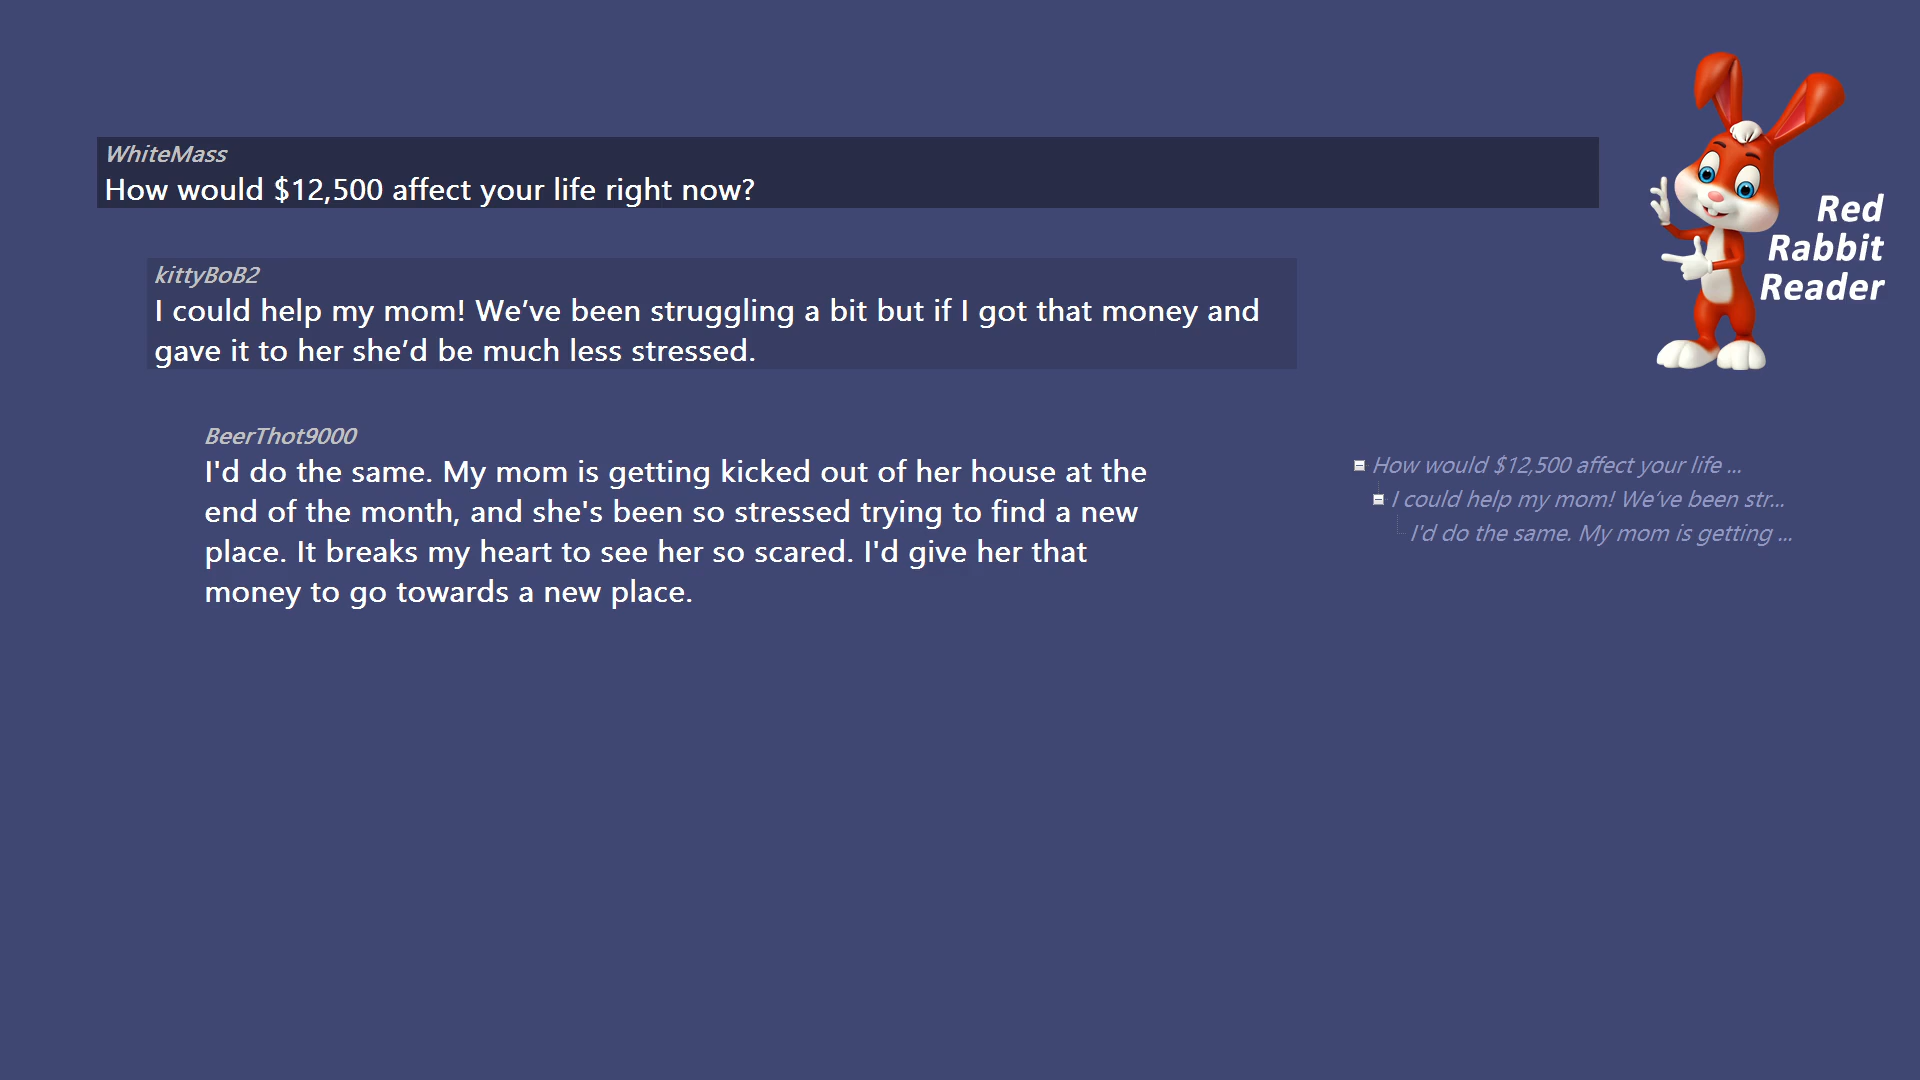 WhiteMass
How would $12,500 affect your life right now?
kittyBoB2
I could help my mom! We’ve been struggling a bit but if I got that money and
gave it to her she’d be much less stressed.
BeerThot9000
I'd do the same. My mom is getting kicked out of her house at the
end of the month, and she's been so stressed trying to find a new
place. It breaks my heart to see her so scared. I'd give her that
money to go towards a new place.
Red
Rabbit
Reader
How would $12,500 affect your life ...
I could help my mom! We’ve been str...
I'd do the same. My mom is getting ...